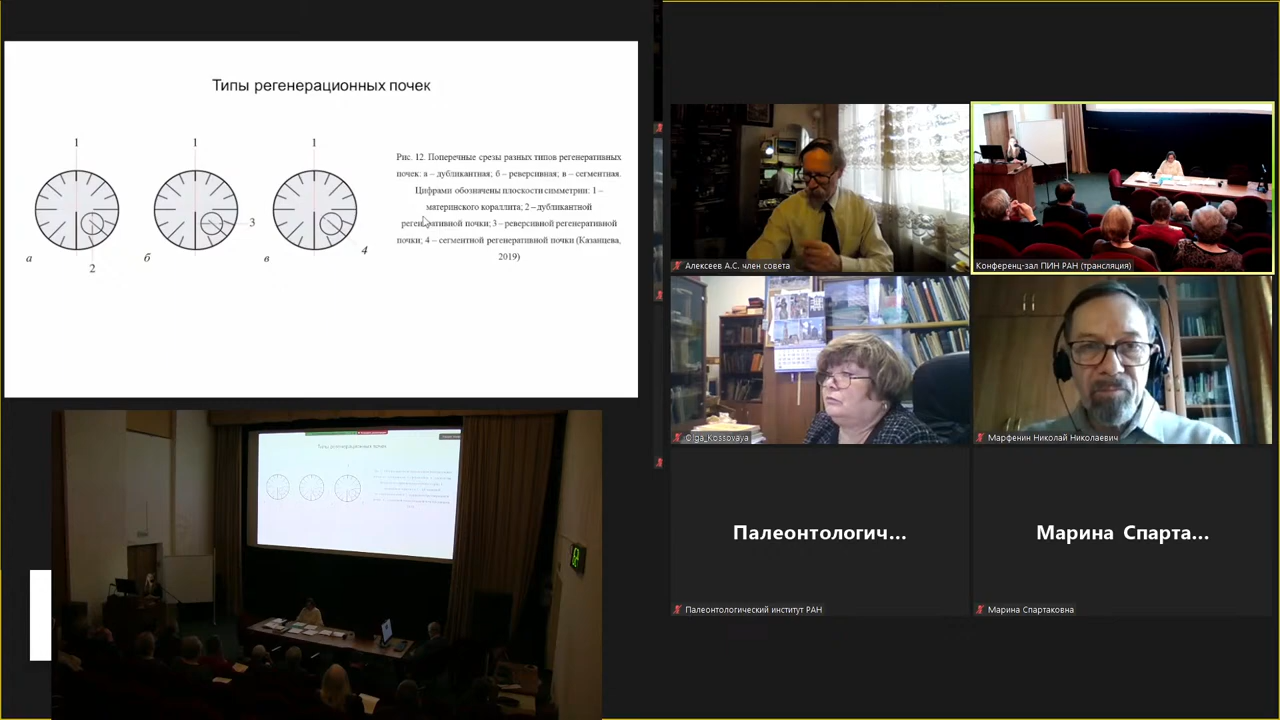 Типы регенерационных почек
1
1
1
3
4
2
а
б
в
Рис. 12. Поперечные срезы разных типов регенеративных
почек: а – дубликантная; б – реверсивная; в – сегментная.
Цифрами обозначены плоскости симметрии: 1 –
материнского кораллита; 2 – дубликантной
регенеративной почки; 3 – реверсивной регенеративной
почки; 4 – сегментной регенеративной почки (Казанцева,
2019)
Типы регенерационных почек
Алексеев А.С. член совета
Конференц-зал ПИН РАН (трансляция)
Olga_Kossovaya
Марфенин Николай Николаевич
Палеонтологич...
Марина Спарта...
Палеонтологический институт РАН
Марина Спартаковна